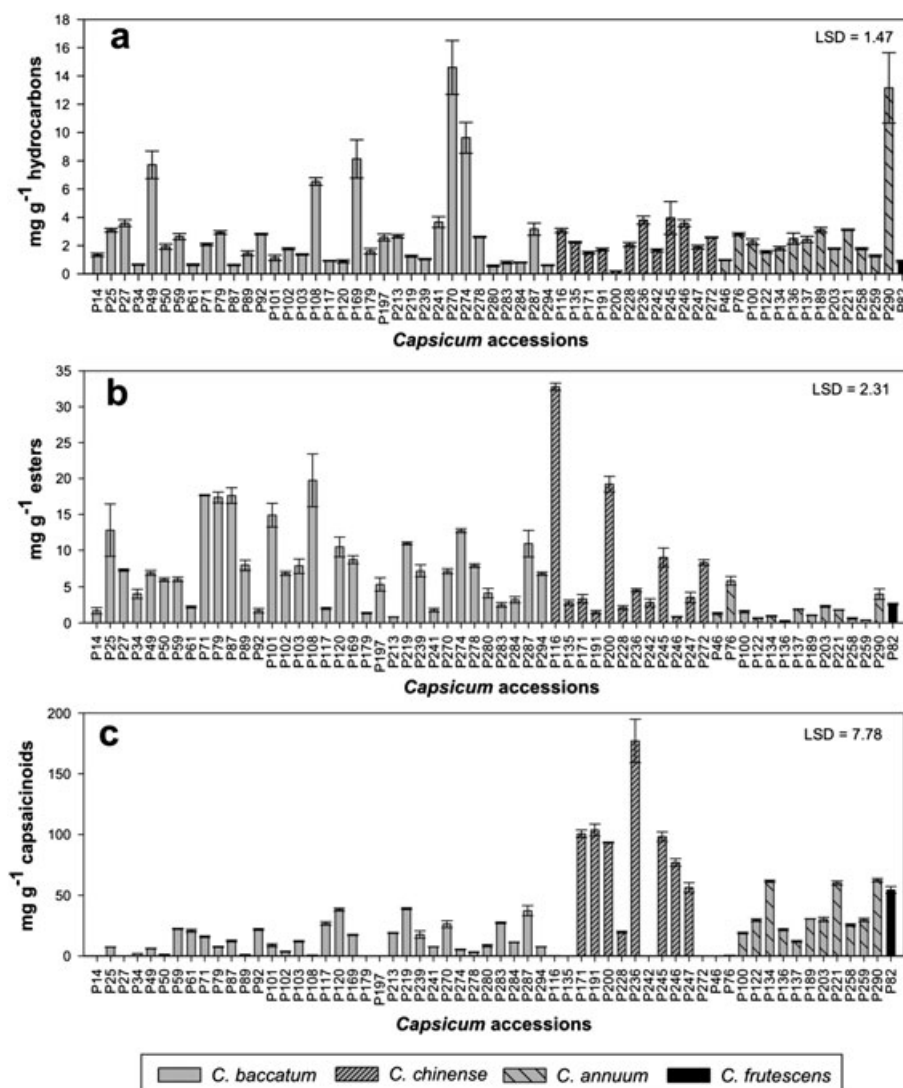 a
LSD = 1.47
mg g-1 hydrocarbons
18
16
14
12
10
8
6
4
2
0
P14 P25 P27 P34 P49 P50 P59 P61 P71 P79 P87 P89 P92 P101 P102 P103 P108 P117 P120 P169 P179 P197 P213 P219 P239 P241 P270 P274 P278 P280 P283 P284 P287 P294 P116 P135 P171 P191 P200 P228 P236 P242 P245 P246 P247 P272 P46 P76 P100 P122 P134 P136 P137 P189 P203 P221 P258 P259 P290 P82
Capsicum accessions
b
LSD = 2.31
mg g-1 esters
35
30
25
20
15
10
5
0
P14 P25 P27 P34 P49 P50 P59 P61 P71 P79 P87 P89 P92 P101 P102 P103 P108 P117 P120 P169 P179 P197 P213 P219 P239 P241 P270 P274 P278 P280 P283 P284 P287 P294 P116 P135 P171 P191 P200 P228 P236 P242 P245 P246 P247 P272 P46 P76 P100 P122 P134 P136 P137 P189 P203 P221 P258 P259 P290 P82
Capsicum accessions
c
LSD = 7.78
mg g-1 capsaicinoids
200
150
100
50
0
P14 P25 P27 P34 P49 P50 P59 P61 P71 P79 P87 P89 P92 P101 P102 P103 P108 P117 P120 P169 P179 P197 P213 P219 P239 P241 P270 P274 P278 P280 P283 P284 P287 P294 P116 P135 P171 P191 P200 P228 P236 P242 P245 P246 P247 P272 P46 P76 P100 P122 P134 P136 P137 P189 P203 P221 P258 P259 P290 P82
Capsicum accessions
C. baccatum C. chinense C. annuum C. frutescens